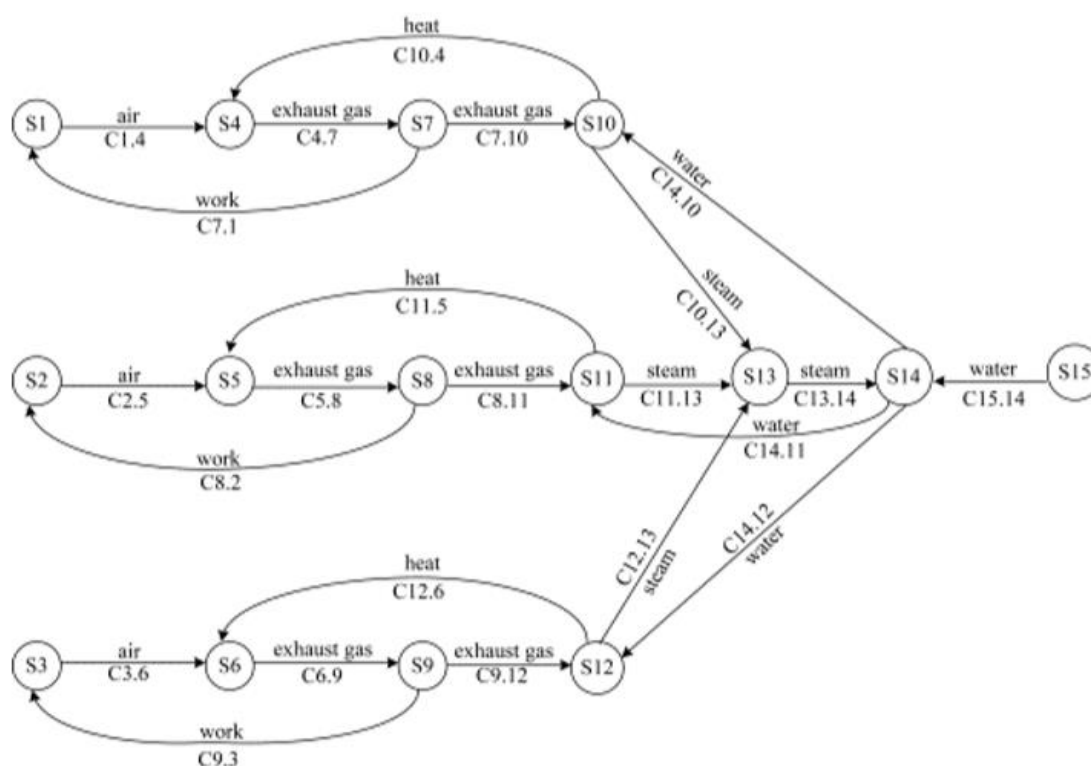 heat
C10.4
S1
air
C1.4
S4
exhaust gas
C4.7
S7
exhaust gas
C7.10
S10
work
C7.1
water
C14.10
steam
C10.13
heat
C11.5
S2
air
C2.5
S5
exhaust gas
C5.8
S8
exhaust gas
C8.11
S11
steam
C11.13
S13
steam
C13.14
S14
water
C15.14
S15
water
C14.11
work
C8.2
C14.12
water
C12.13
steam
heat
C12.6
S3
air
C3.6
S6
exhaust gas
C6.9
S9
exhaust gas
C9.12
S12
work
C9.3